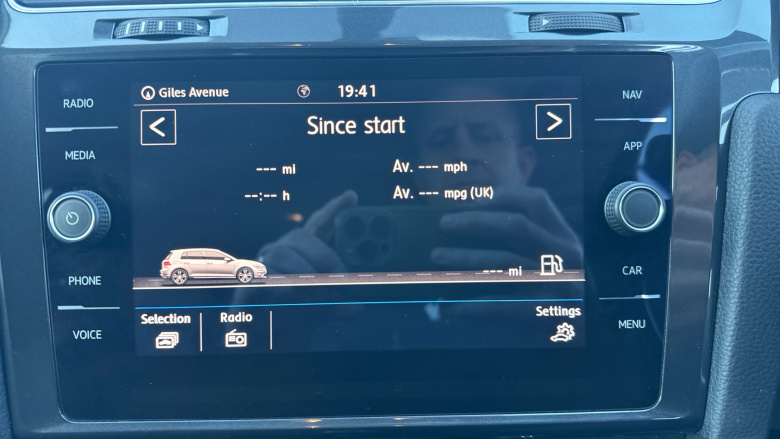 RADIO
MEDIA
PHONE
VOICE
Giles Avenue
19:41
<
Since start
>
--- mi
Av. --- mph
--:-- h
Av. --- mpg (UK)
--- mi
Selection
Radio
Settings
NAV
APP
CAR
MENU